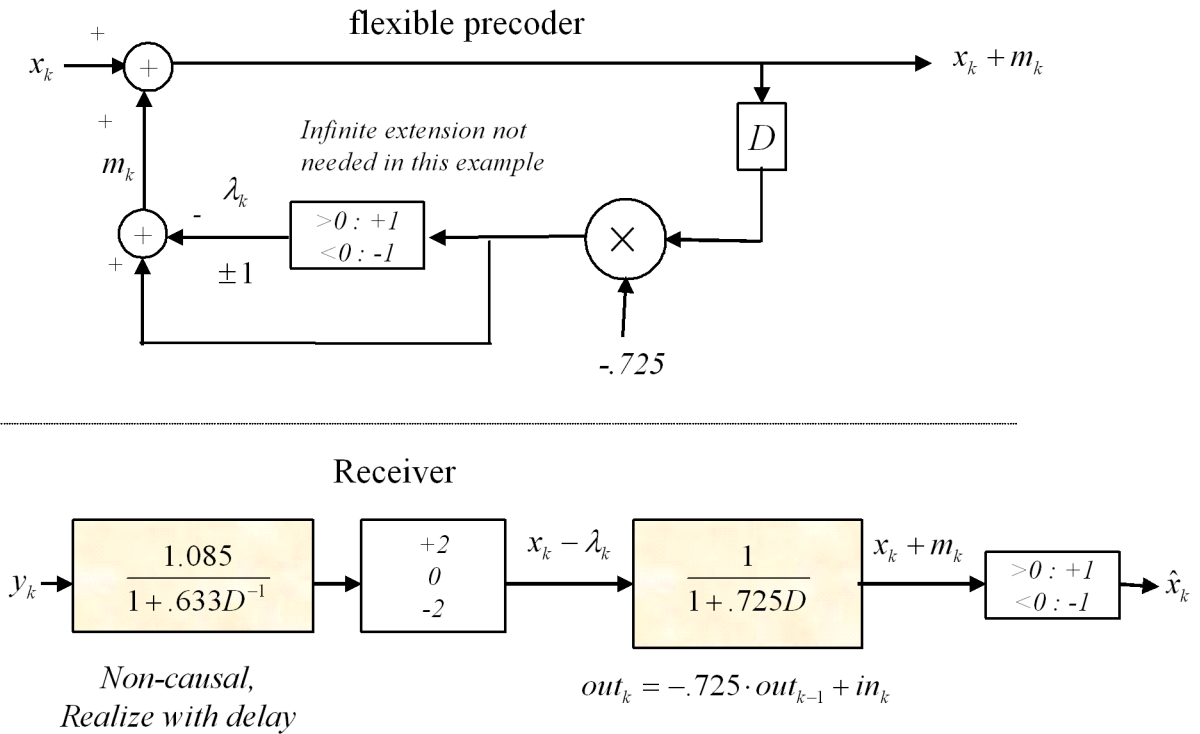 flexible precoder
+
x_k
+
x_k + m_k
+
m_k
Infinite extension not
needed in this example
D
λ_k
-
>0 : +1
<0 : -1
+
+
±1
×
-.725
Receiver
y_k
1.085
1+.633D^{-1}
+2
0
-2
x_k − λ_k
1
1+.725D
x_k + m_k
>0 : +1
<0 : -1
x̂_k
Non-causal,
Realize with delay
out_k = −.725·out_{k−1} + in_k